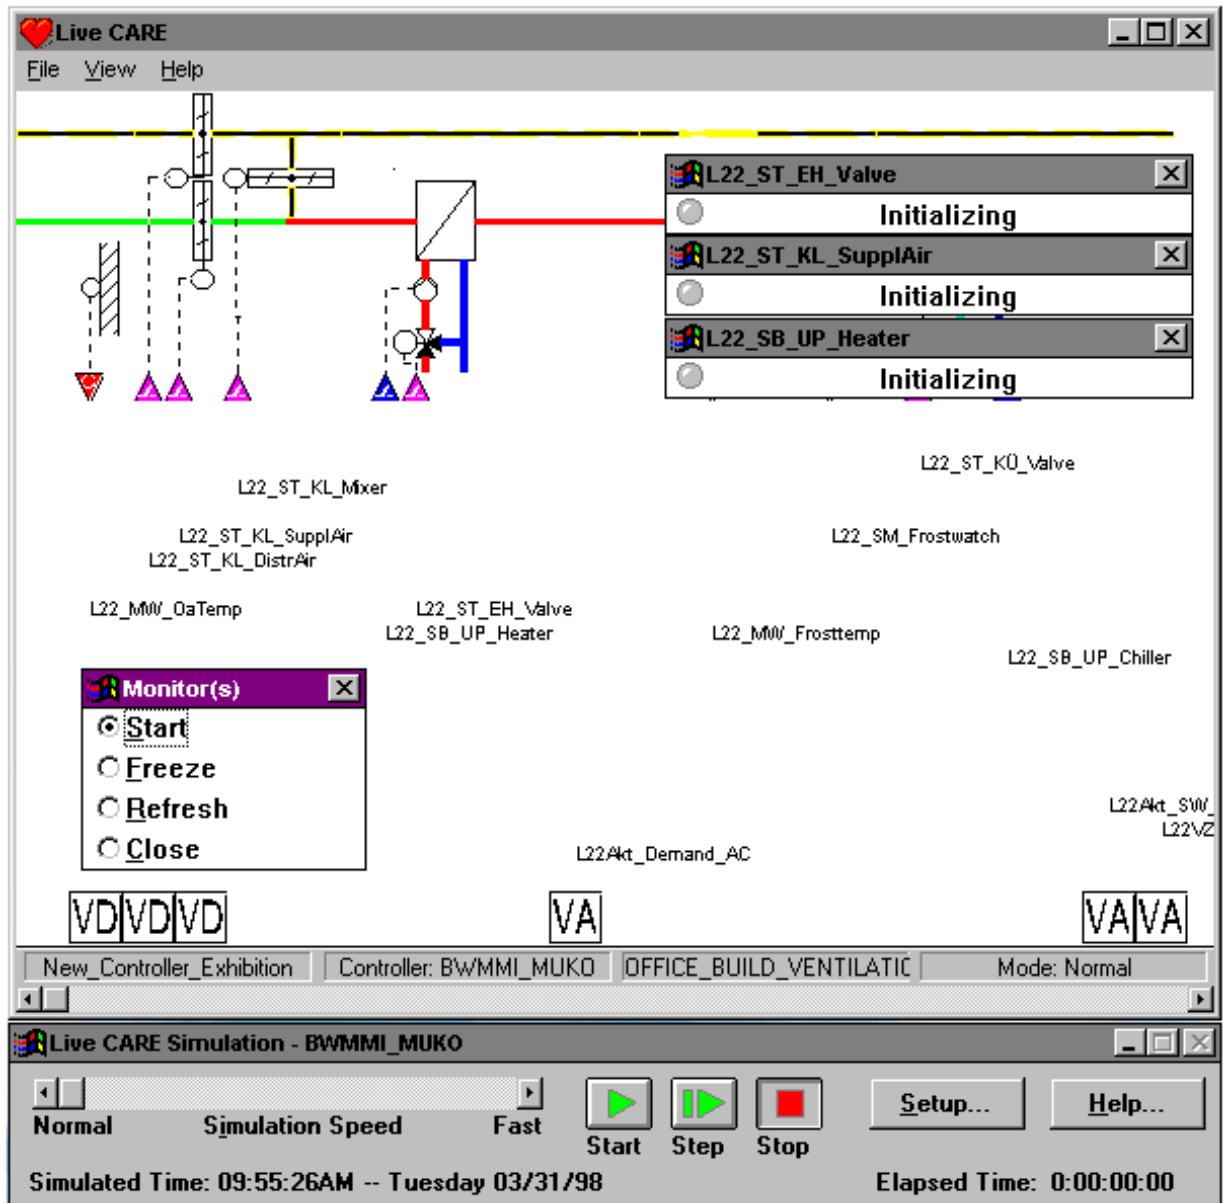 Live CARE
File View Help
L22_ST_EH_Valve
Initializing
L22_ST_KL_SupplAir
Initializing
L22_SB_UP_Heater
Initializing
L22_ST_KÜ_Valve
L22_ST_KL_Mixer
L22_ST_KL_SupplAir
L22_SM_Frostwatch
L22_ST_KL_DistrAir
L22_MW_OaTemp
L22_ST_EH_Valve
L22_SB_UP_Heater
L22_MW_Frosttemp
L22_SB_UP_Chiller
Monitor(s)
Start
Freeze
Refresh
Close
L22Akt_SW_
L22VZ
L22Akt_Demand_AC
VD VD VD VA VA VA
New_Controller_Exhibition Controller: BWMMI_MUKO OFFICE_BUILD_VENTILATIC Mode: Normal
Live CARE Simulation - BWMMI_MUKO
Setup... Help...
Normal Simulation Speed Fast
Start Step Stop
Simulated Time: 09:55:26AM -- Tuesday 03/31/98 Elapsed Time: 0:00:00:00